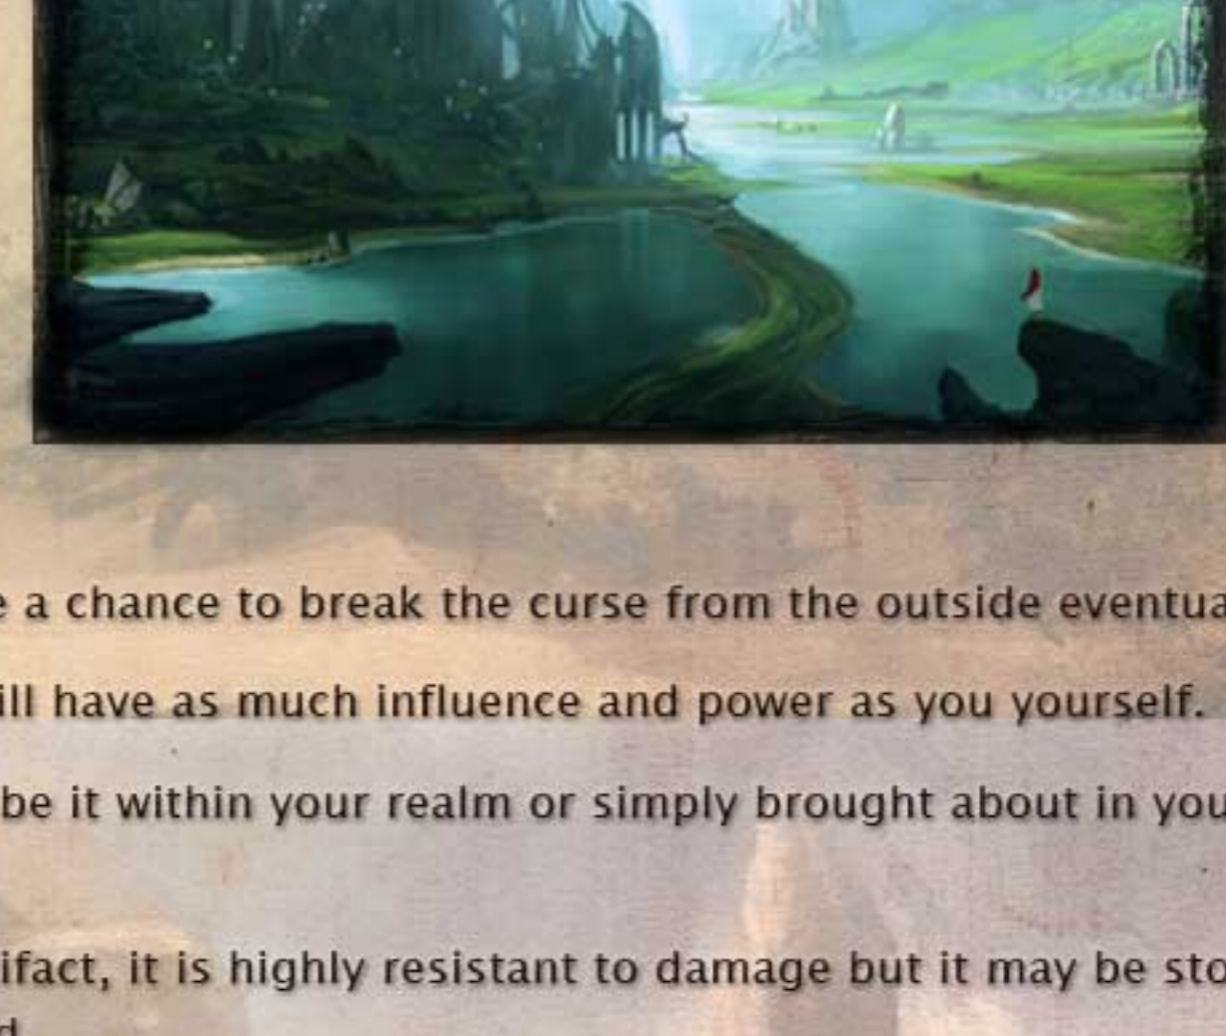 e a chance to break the curse from the outside eventua
ill have as much influence and power as you yourself.
be it within your realm or simply brought about in you
ifact, it is highly resistant to damage but it may be sto
d